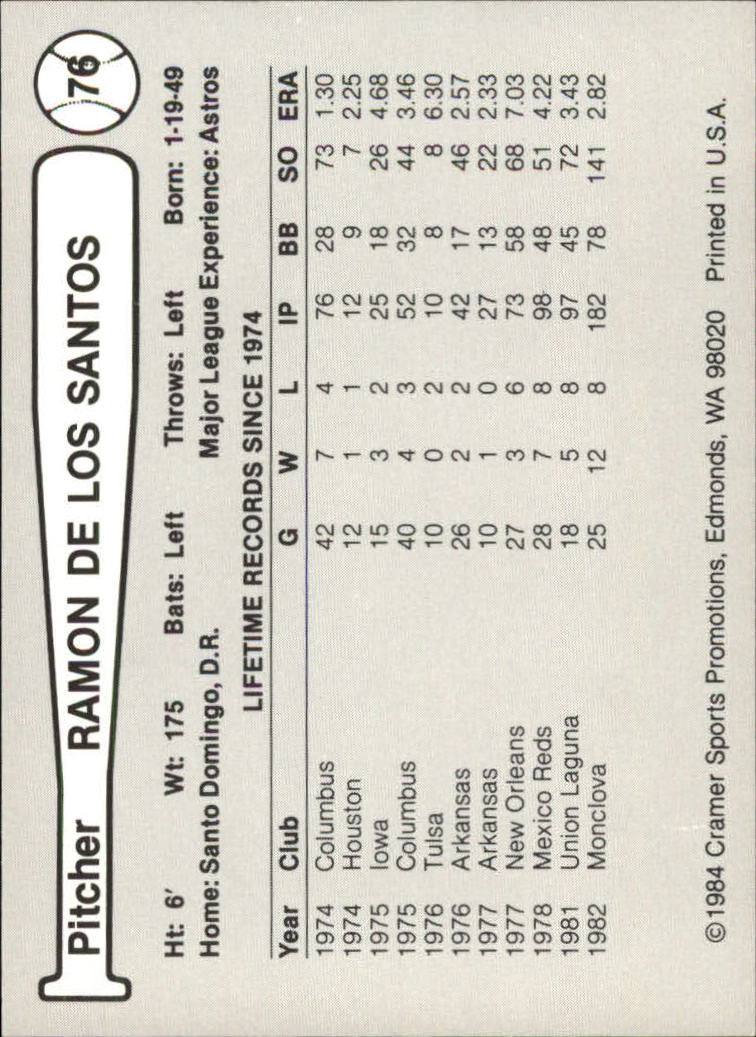 Pitcher RAMON DE LOS SANTOS 76
Ht: 6' Wt: 175 Bats: Left Throws: Left Born: 1-19-49
Home: Santo Domingo, D.R. Major League Experience: Astros
LIFETIME RECORDS SINCE 1974
Year Club G W L IP BB SO ERA
1974 Columbus 42 7 4 76 28 73 1.30
1974 Houston 12 1 1 12 9 7 2.25
1975 Iowa 15 3 2 25 18 26 4.68
1975 Columbus 40 4 3 52 32 44 3.46
1976 Tulsa 10 0 2 10 8 8 6.30
1976 Arkansas 26 2 2 42 17 46 2.57
1977 Arkansas 10 1 0 27 13 22 2.33
1977 New Orleans 27 3 6 73 58 68 7.03
1978 Mexico Reds 28 7 8 98 48 51 4.22
1981 Union Laguna 18 5 8 97 45 72 3.43
1982 Monclova 25 12 8 182 78 141 2.82
©1984 Cramer Sports Promotions, Edmonds, WA 98020 Printed in U.S.A.